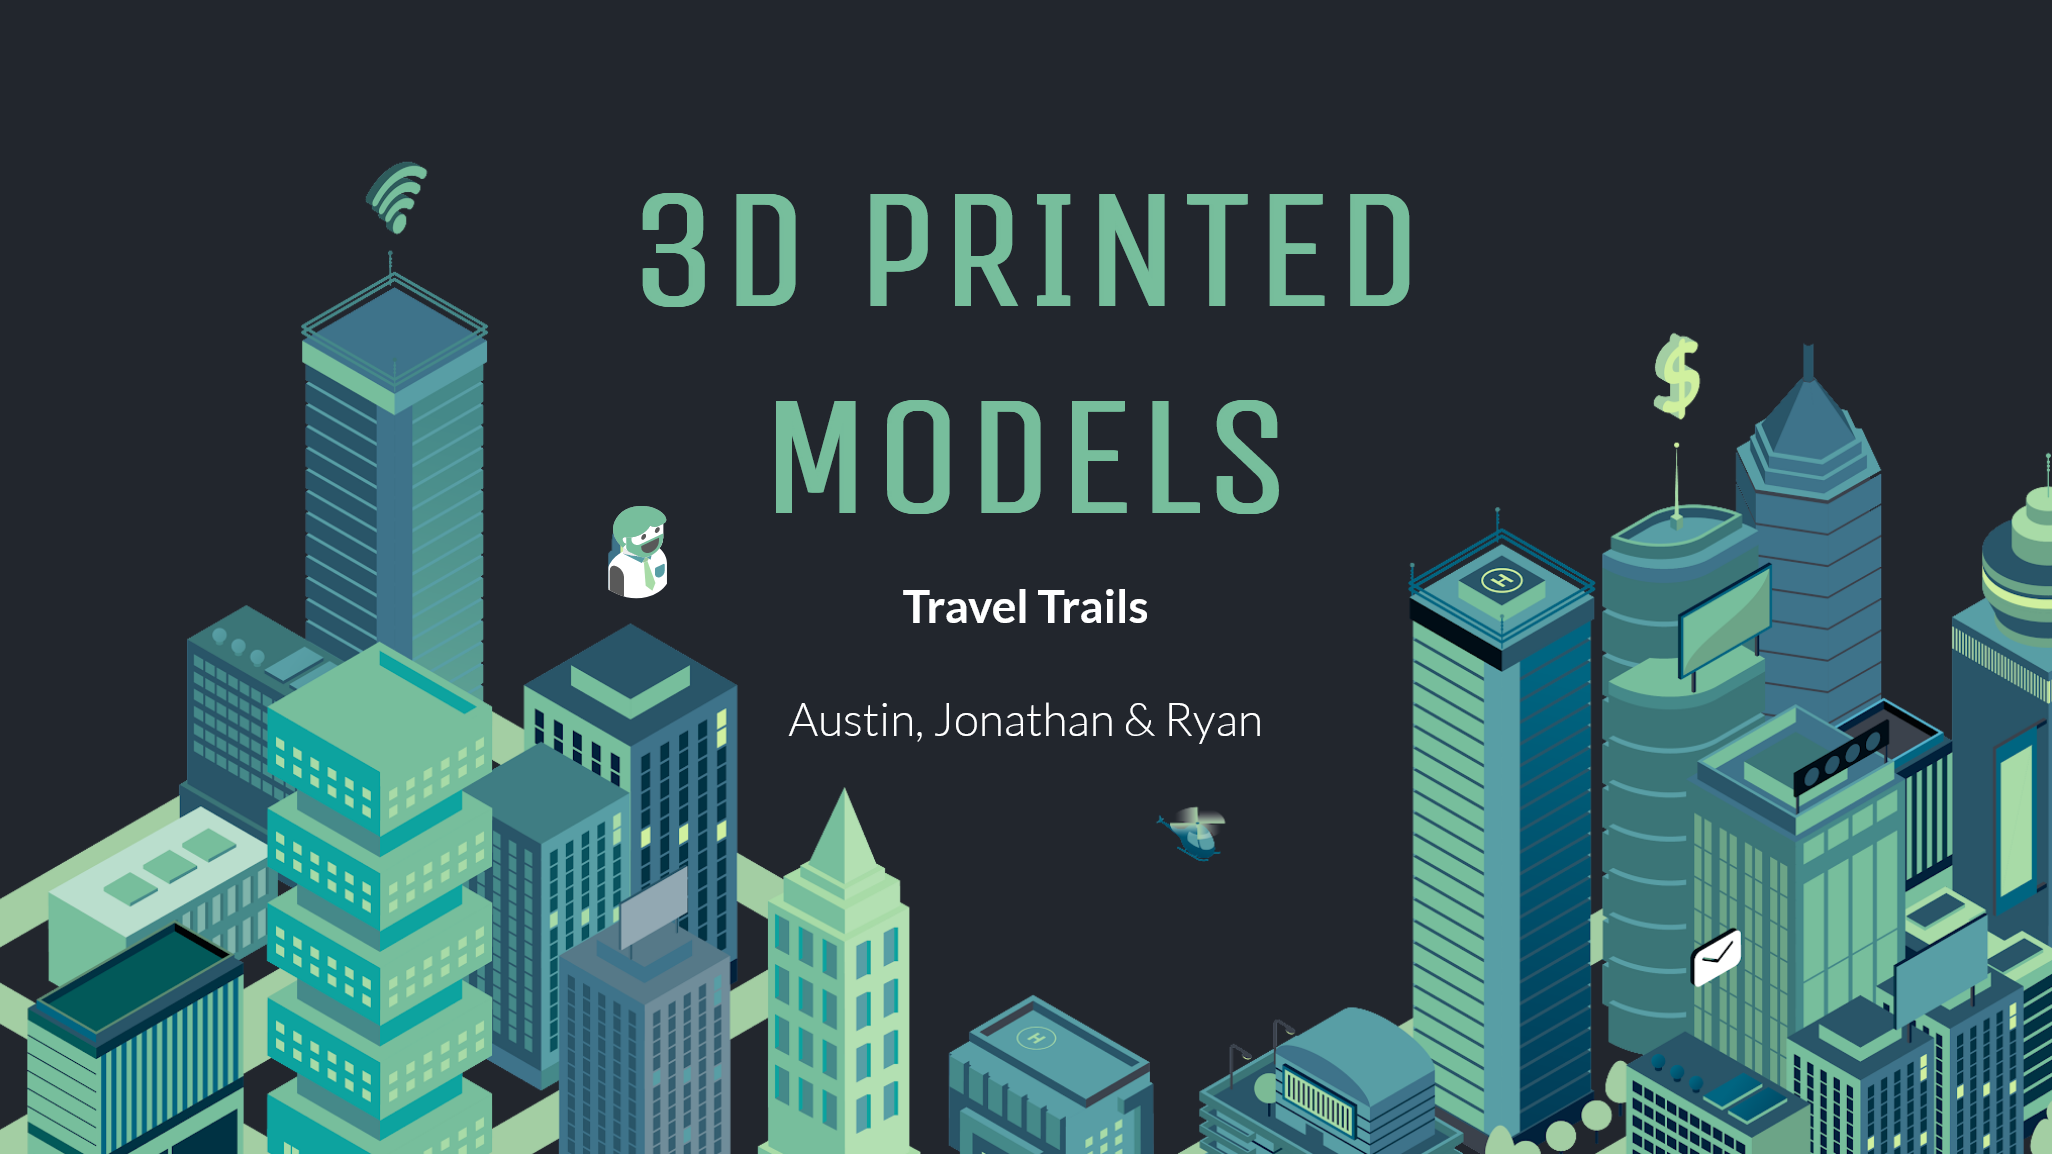 3D PRINTED
MODELS
Travel Trails
Austin, Jonathan & Ryan
H
H